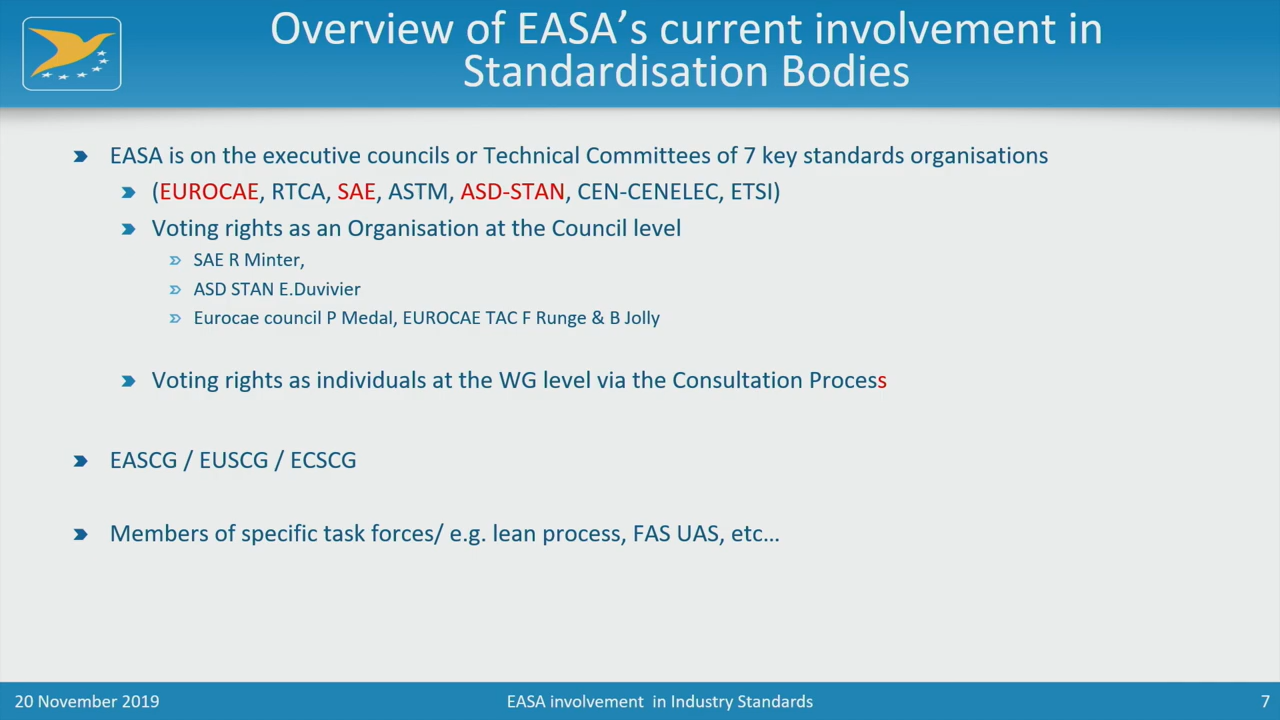 Overview of EASA’s current involvement in
Standardisation Bodies
EASA is on the executive councils or Technical Committees of 7 key standards organisations
(EUROCAE, RTCA, SAE, ASTM, ASD-STAN, CEN-CENELEC, ETSI)
Voting rights as an Organisation at the Council level
SAE R Minter,
ASD STAN E.Duvivier
Eurocae council P Medal, EUROCAE TAC F Runge & B Jolly
Voting rights as individuals at the WG level via the Consultation Process
EASCG / EUSCG / ECSCG
Members of specific task forces/ e.g. lean process, FAS UAS, etc…
20 November 2019
EASA involvement  in Industry Standards
7